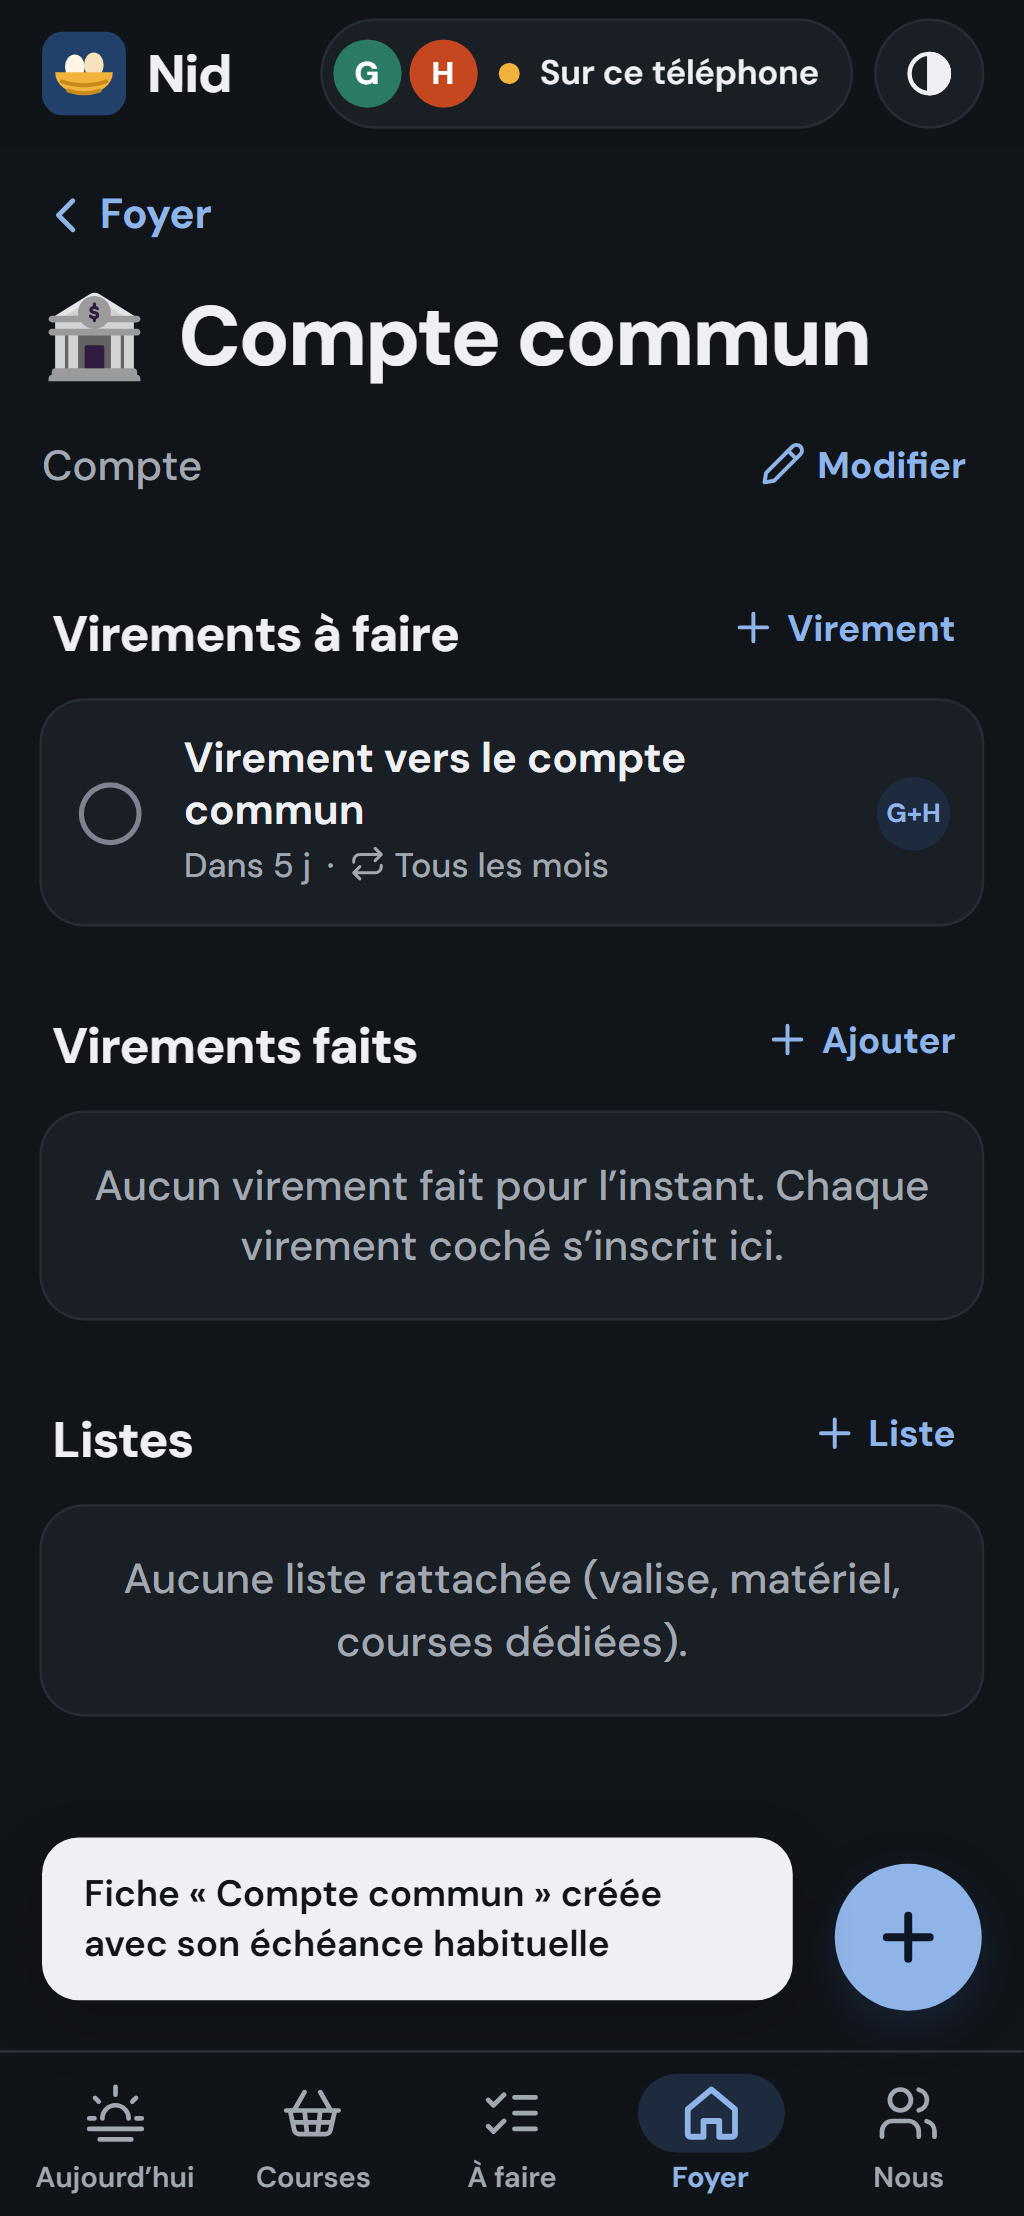 Nid
G H Sur ce téléphone
Foyer
$
Compte commun
Compte
Modifier
Virements à faire
+ Virement
Virement vers le compte
commun
Dans 5 j · Tous les mois
G+H
Virements faits
+ Ajouter
Aucun virement fait pour l’instant. Chaque
virement coché s’inscrit ici.
Listes
+ Liste
Aucune liste rattachée (valise, matériel,
courses dédiées).
Fiche « Compte commun » créée
avec son échéance habituelle
+
Aujourd’hui
Courses
À faire
Foyer
Nous